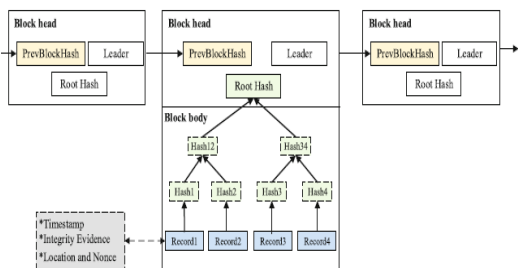 Block head
PrevBlockHash
Leader
Root Hash
Block head
PrevBlockHash
Leader
Root Hash
Block body
Hash12
Hash34
Hash1
Hash2
Hash3
Hash4
Record1
Record2
Record3
Record4
*Timestamp
*Integrity Evidence
*Location and Nonce
Block head
PrevBlockHash
Leader
Root Hash